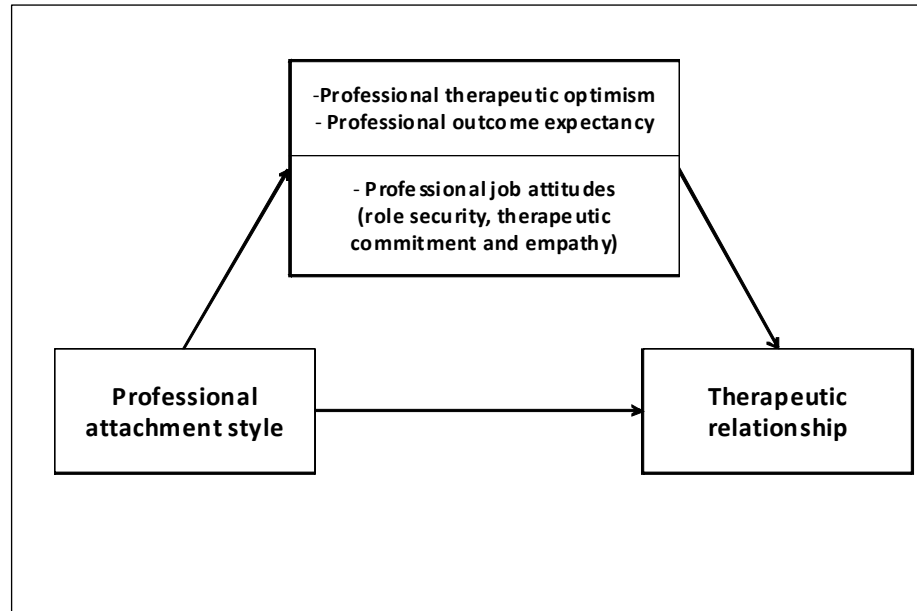 -Professional therapeutic optimism
- Professional outcome expectancy
- Professional job attitudes
(role security, therapeutic
commitment and empathy)
Professional
attachment style
Therapeutic
relationship